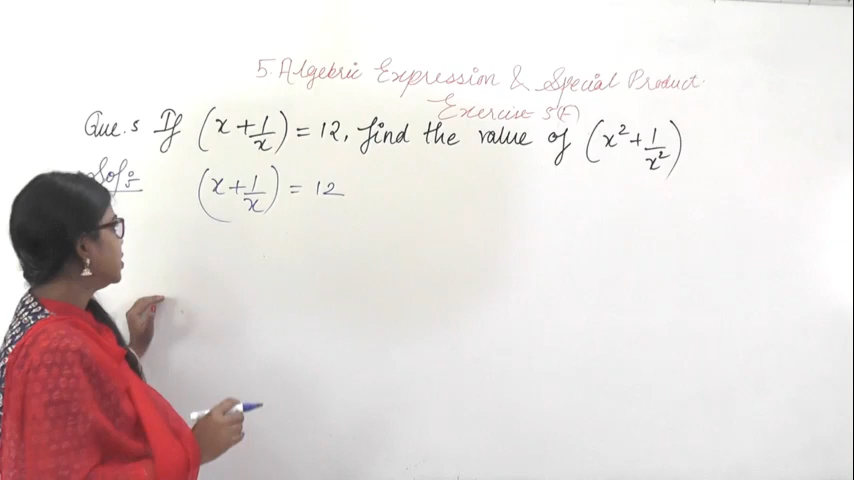 5. Algebric Expression & Special Product.
Exercise 5(F)
Que. 5 If (x + 1/x) = 12, find the value of (x² + 1/x²)
Sol:
(x + 1/x) = 12